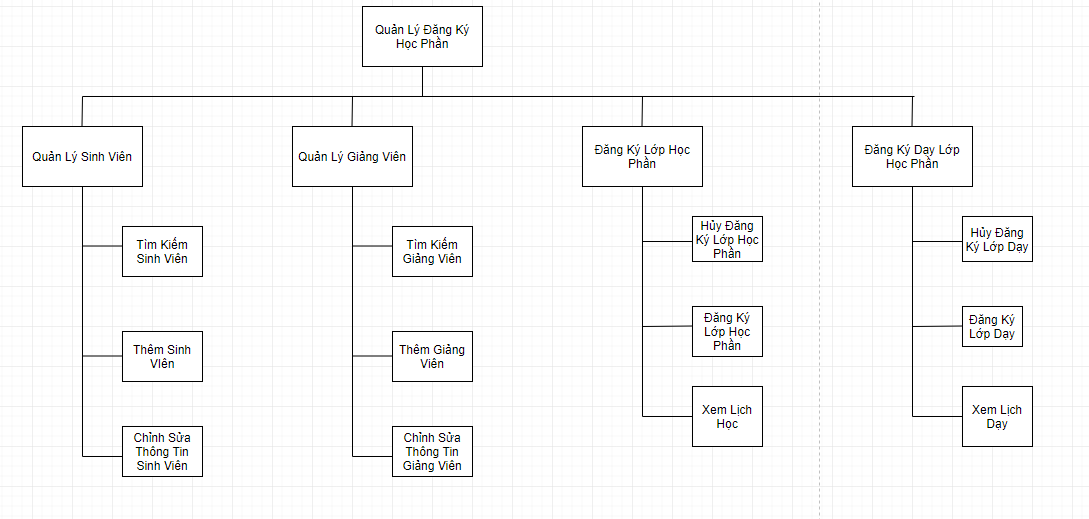 Quản Lý Đăng Ký
Học Phần
Quản Lý Sinh Viên
Quản Lý Giảng Viên
Đăng Ký Lớp Học
Phần
Đăng Ký Dạy Lớp
Học Phần
Tìm Kiếm
Sinh Viên
Thêm Sinh
VIên
Chỉnh Sửa
Thông Tin
Sinh Viên
Tìm Kiếm
Giảng Viên
Thêm Giảng
Viên
Chỉnh Sửa
Thông Tin
Giảng Viên
Hủy Đăng
Ký Lớp Học
Phần
Đăng Ký
Lớp Học
Phần
Xem Lịch
Học
Hủy Đăng
Ký Lớp Dạy
Đăng Ký
Lớp Dạy
Xem Lịch
Dạy